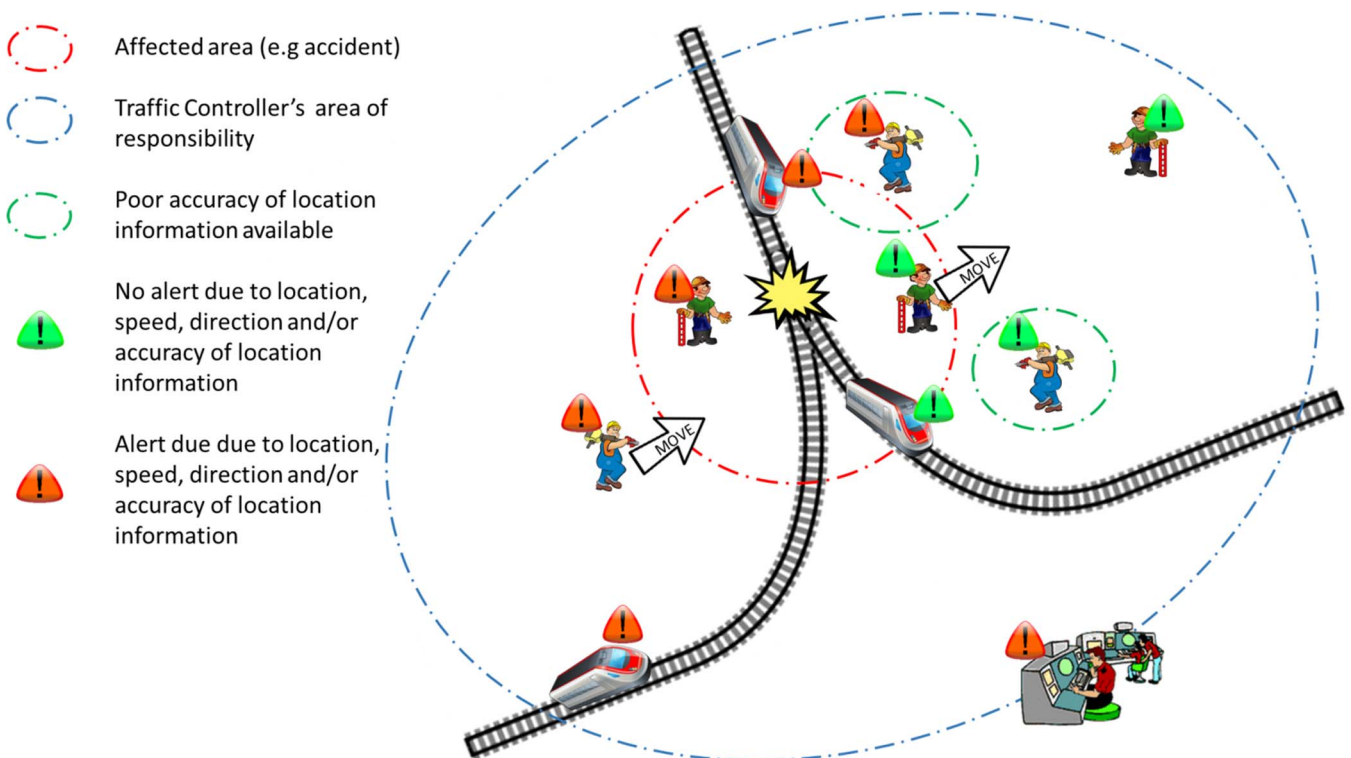 Affected area (e.g accident)
Traffic Controller's  area of
responsibility
Poor accuracy of location
information available
No alert due to location,
speed, direction and/or
accuracy of location
information
Alert due due to location,
speed, direction and/or
accuracy of location
information
MOVE
MOVE